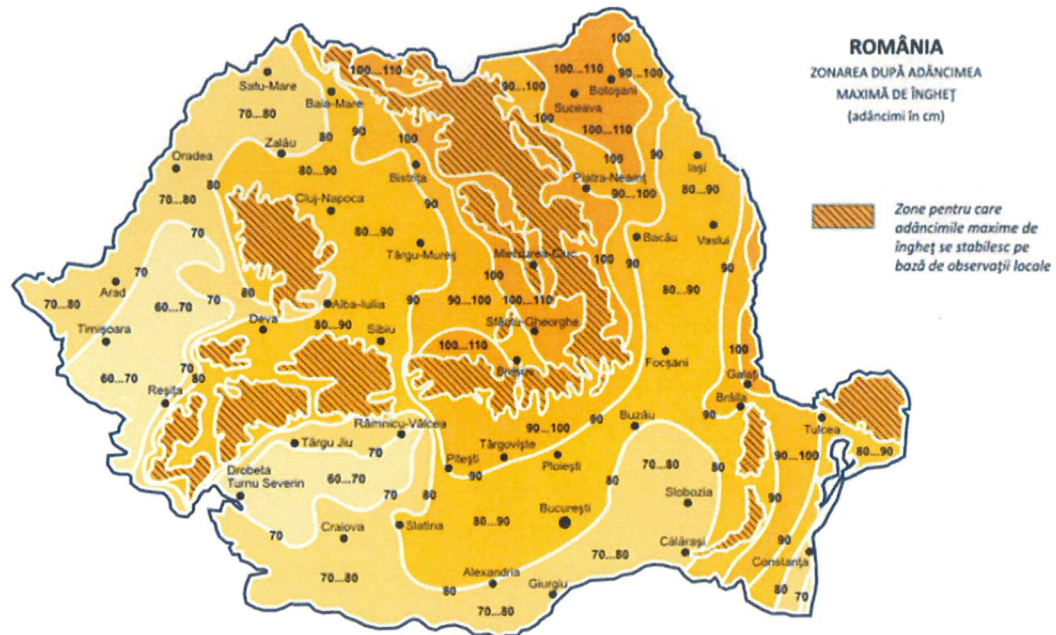 ROMÂNIA
ZONAREA DUPĂ ADÂNCIMEA
MAXIMĂ DE ÎNGHEȚ
(adâncimi în cm)
Zone pentru care
adâncimile maxime de
îngheț se stabilesc pe
bază de observații locale
100
100...110
90...100
100...110
90...100
Satu-Mare
Baia-Mare
Botoșani
Suceava
70...80
80
90
100
100
100...110
Zalău
100
90
Iași
Oradea
80
80...90
Bistrița
Piatra-Neamț
90...100
80...90
70...80
Cluj-Napoca
90
70
80...90
Târgu-Mureș
Bacău
Vaslui
100
100
90
90
70
Miercurea-Ciuc
Arad
60...70
70
80
Alba-Iulia
90
90...100
100...110
80...90
70...80
Timișoara
Deva
80...90
Sibiu
Sfântu-Gheorghe
100...110
Brașov
Focșani
100
60...70
70
80
Galați
Reșița
Brăila
Râmnicu-Vâlcea
90
Buzău
90
Tulcea
Târgu Jiu
70
90...100
Târgoviște
Pitești
Ploiești
70...80
80
90...100
80...90
Drobeta
Turnu Severin
60...70
90
80
70
80
Slobozia
90
70
Craiova
Slatina
80...90
București
90
70...80
70...80
Călărași
Constanța
Alexandria
Giurgiu
80
70
70...80